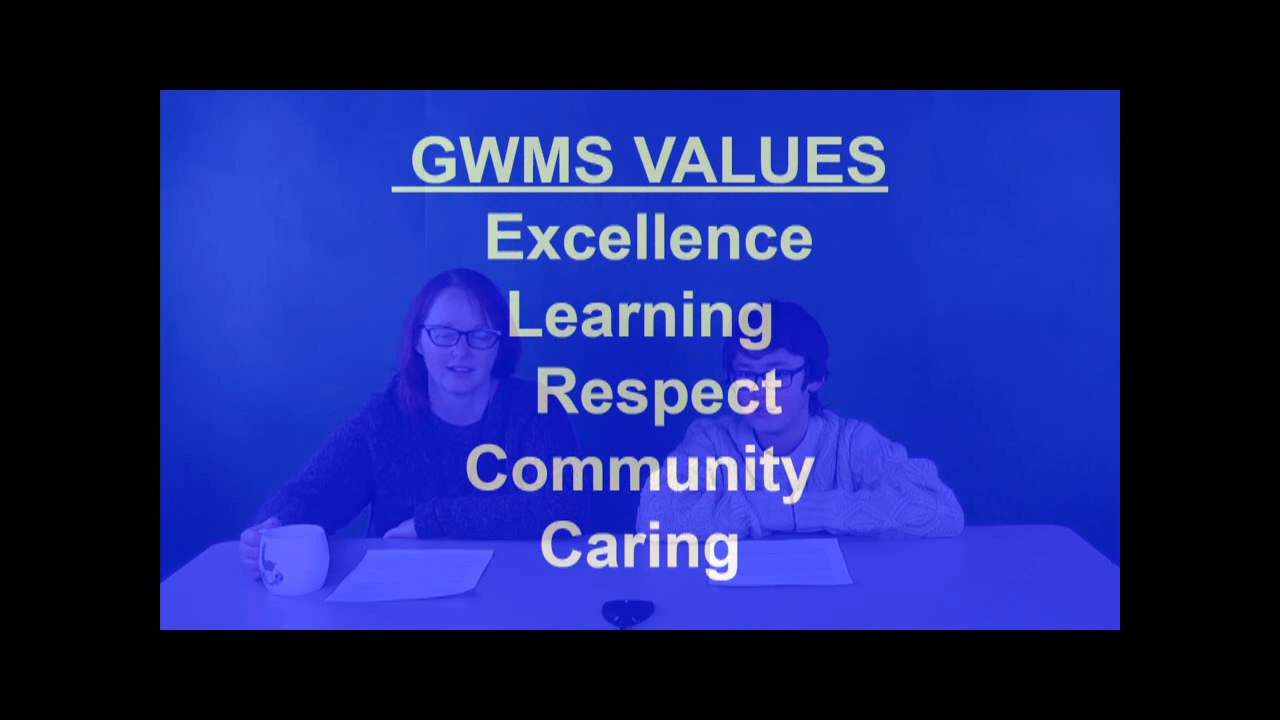 GWMS VALUES
Excellence
Learning
Respect
Community
Caring